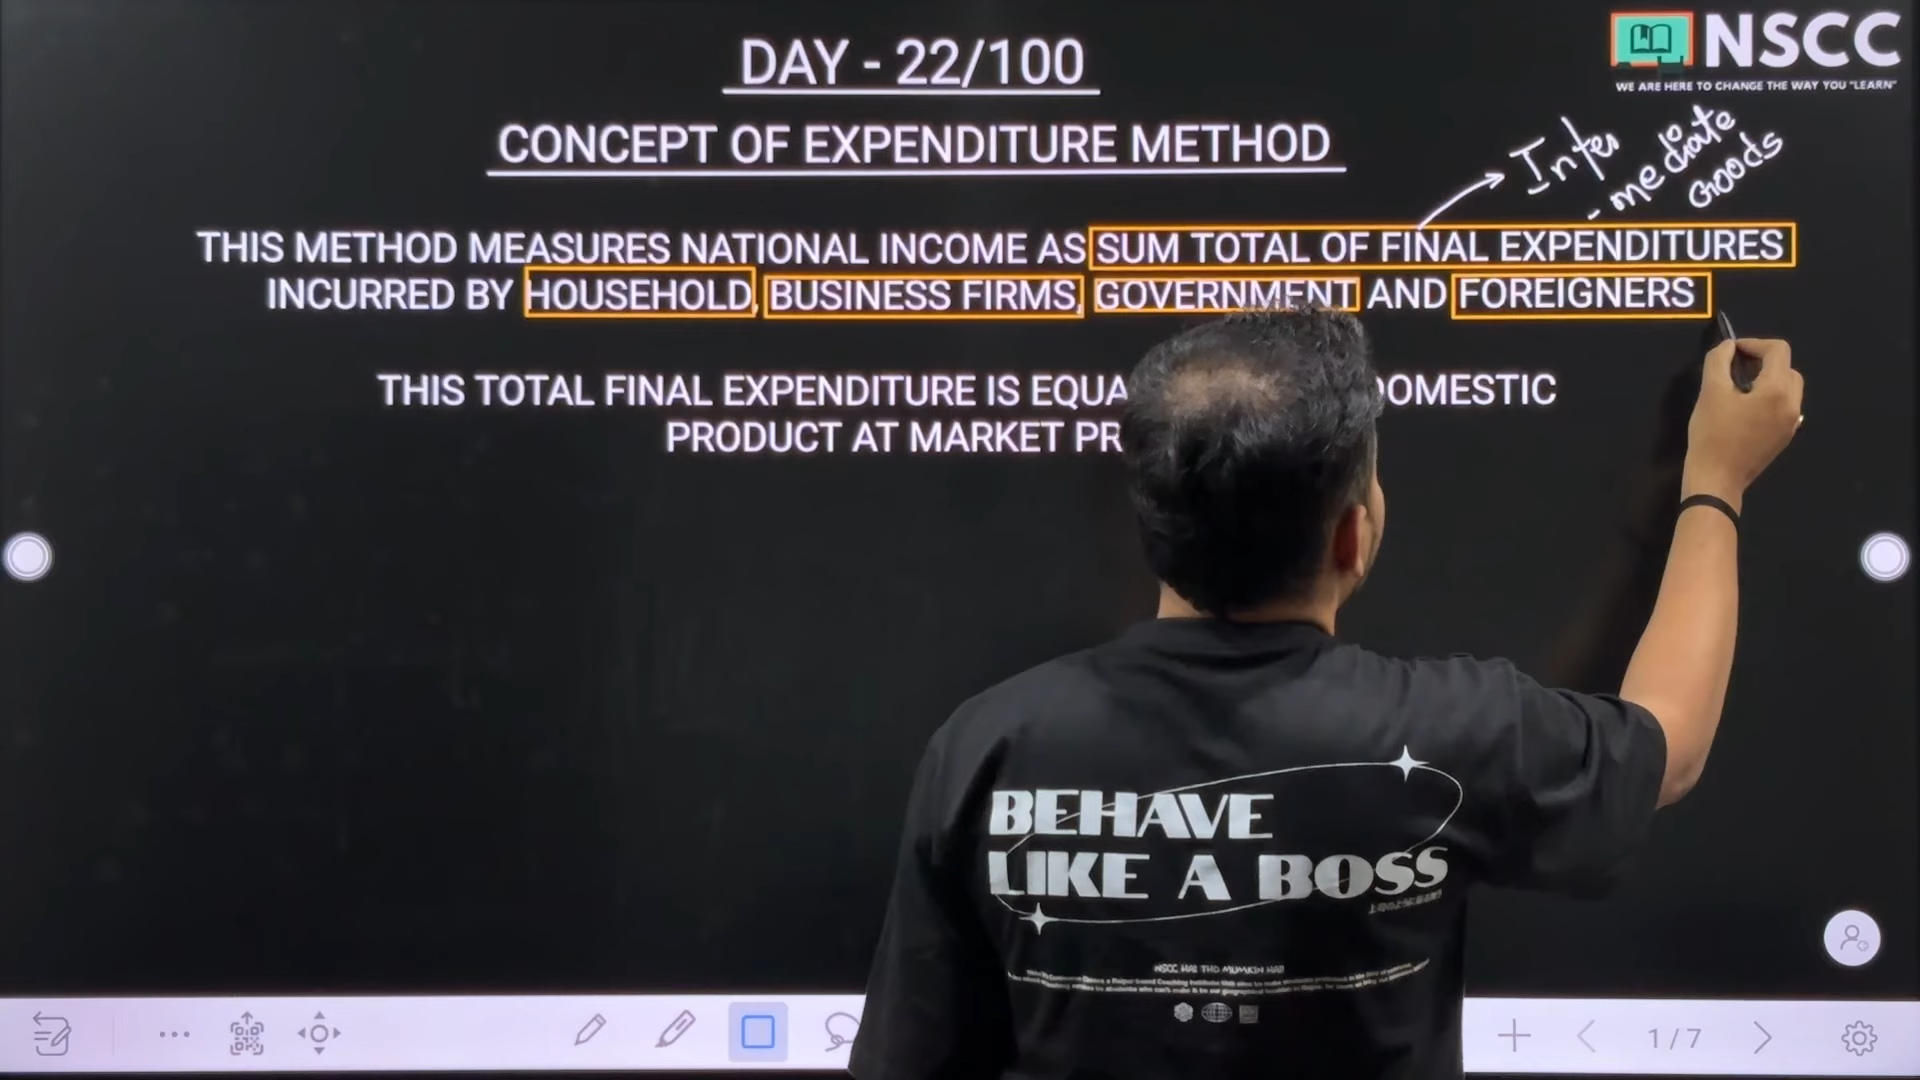 DAY - 22/100
NSCC
WE ARE HERE TO CHANGE THE WAY YOU "LEARN"
CONCEPT OF EXPENDITURE METHOD
Inter
- mediate
Goods
THIS METHOD MEASURES NATIONAL INCOME AS SUM TOTAL OF FINAL EXPENDITURES
INCURRED BY HOUSEHOLD, BUSINESS FIRMS, GOVERNMENT AND FOREIGNERS
THIS TOTAL FINAL EXPENDITURE IS DOMESTIC
PRODUCT AT MARKET
BEHAVE
LIKE A BOSS
NSCC HAI THO MUMKIN HAI!
1/7